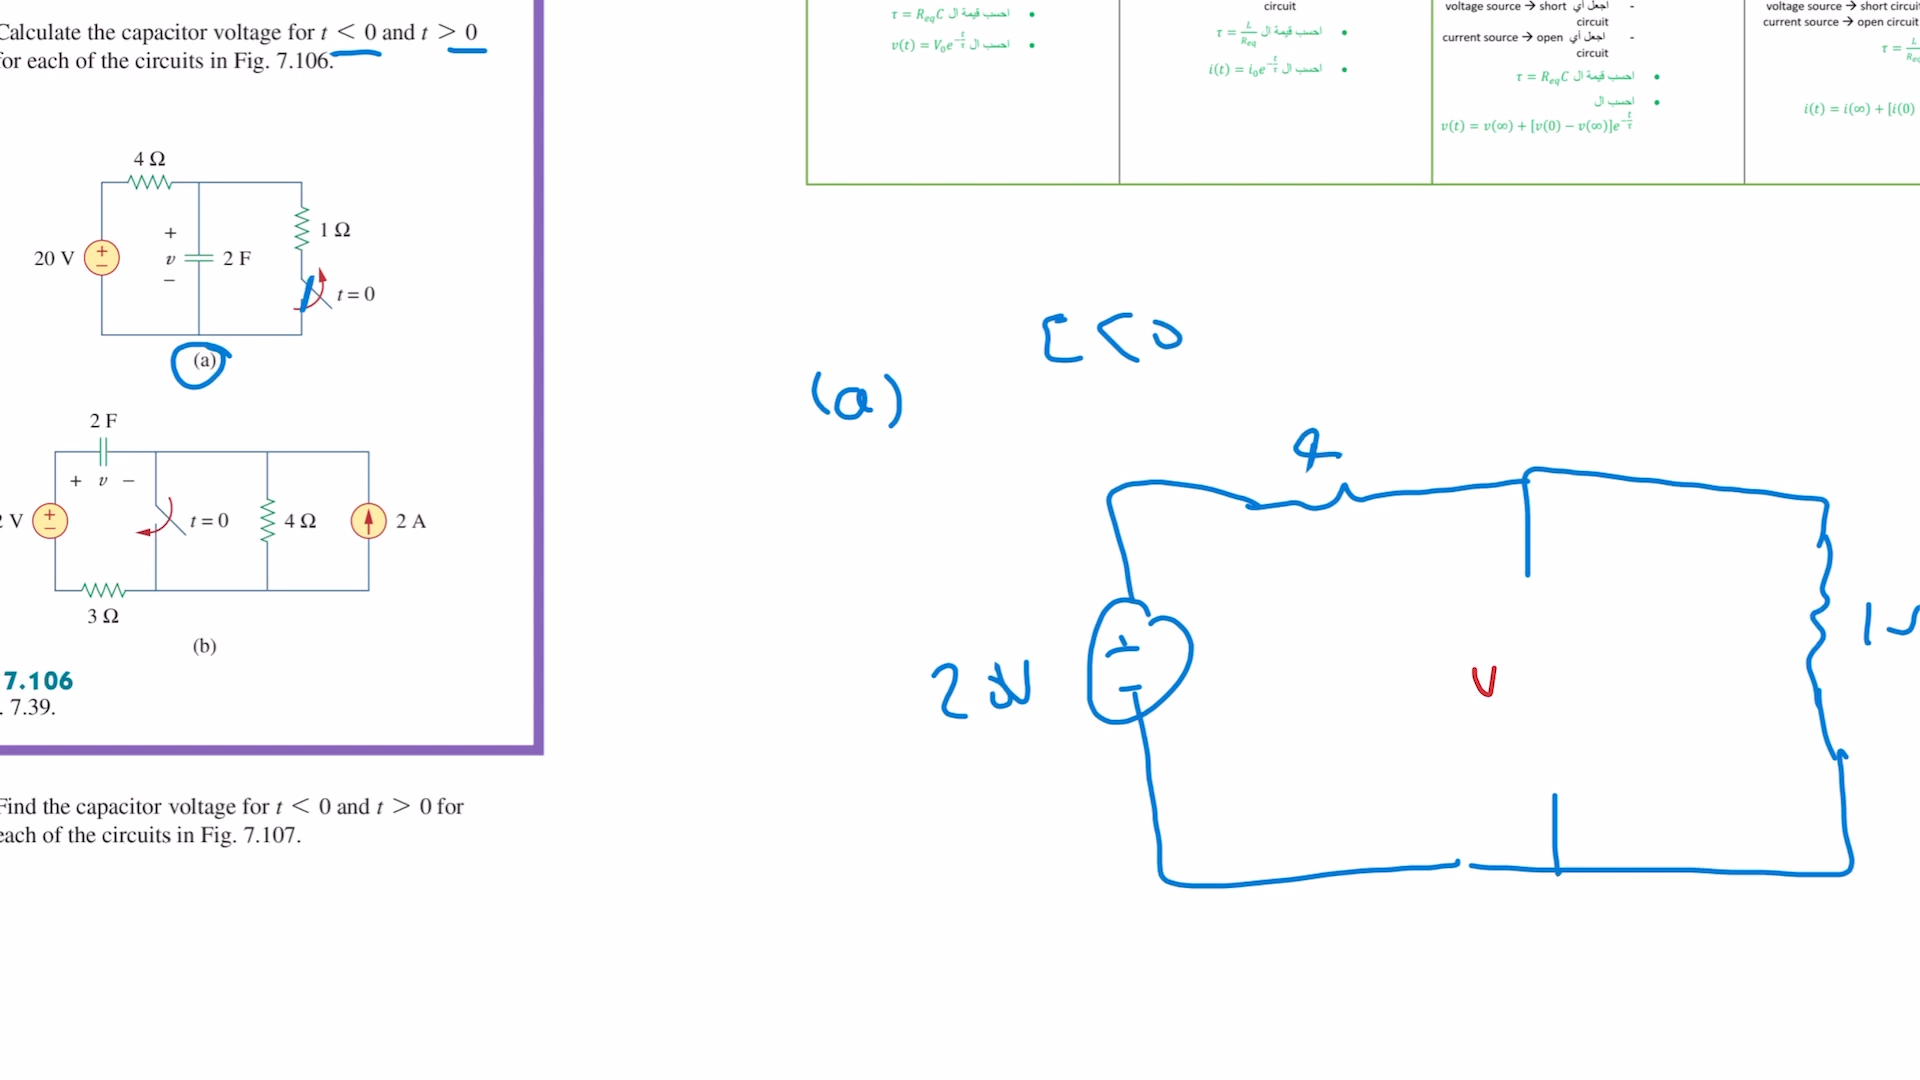 Calculate the capacitor voltage for t < 0 and t > 0
for each of the circuits in Fig. 7.106.
4 Ω
1 Ω
20 V
+
−
+
v
−
2 F
t = 0
(a)
2 F
+ v −
V
+
−
t = 0
4 Ω
2 A
3 Ω
(b)
7.106
. 7.39.
Find the capacitor voltage for t < 0 and t > 0 for
each of the circuits in Fig. 7.107.
احسب قيمة ال τ = R_eq C
احسب ال v(t) = V₀e^{-t/τ}
circuit
احسب قيمة ال τ = L/R_eq
احسب ال i(t) = i₀e^{-t/τ}
اجعل أي voltage source → short
circuit
- اجعل أي current source → open
circuit
احسب قيمة ال τ = R_eq C
احسب ال
v(t) = v(∞) + [v(0) − v(∞)]e^{-t/τ}
voltage source → short circuit
current source → open circuit
τ = L/R_eq
i(t) = i(∞) + [i(0)
t < 0
(a)
4
20V
+
−
V
1